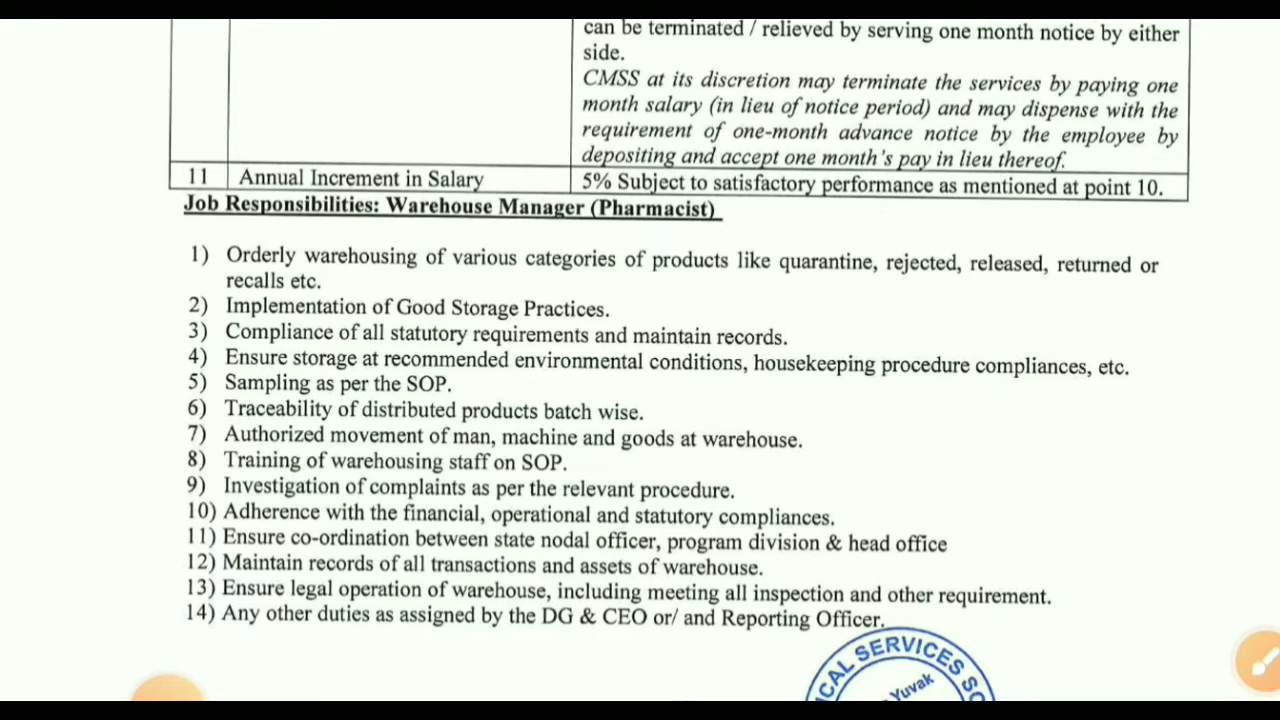 can be terminated / relieved by serving one month notice by either
side.
CMSS at its discretion may terminate the services by paying one
month salary (in lieu of notice period) and may dispense with the
requirement of one-month advance notice by the employee by
depositing and accept one month's pay in lieu thereof.
11 Annual Increment in Salary 5% Subject to satisfactory performance as mentioned at point 10.
Job Responsibilities: Warehouse Manager (Pharmacist)
1) Orderly warehousing of various categories of products like quarantine, rejected, released, returned or
recalls etc.
2) Implementation of Good Storage Practices.
3) Compliance of all statutory requirements and maintain records.
4) Ensure storage at recommended environmental conditions, housekeeping procedure compliances, etc.
5) Sampling as per the SOP.
6) Traceability of distributed products batch wise.
7) Authorized movement of man, machine and goods at warehouse.
8) Training of warehousing staff on SOP.
9) Investigation of complaints as per the relevant procedure.
10) Adherence with the financial, operational and statutory compliances.
11) Ensure co-ordination between state nodal officer, program division & head office
12) Maintain records of all transactions and assets of warehouse.
13) Ensure legal operation of warehouse, including meeting all inspection and other requirement.
14) Any other duties as assigned by the DG & CEO or/ and Reporting Officer.
SERVICES
Yuvak